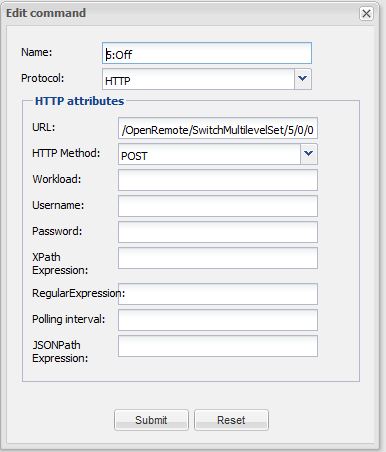 Edit command
Name: 5:Off
Protocol: HTTP
HTTP attributes
URL: /OpenRemote/SwitchMultilevelSet/5/0/0
HTTP Method: POST
Workload:
Username:
Password:
XPath
Expression:
RegularExpression:
Polling interval:
JSONPath
Expression:
Submit Reset